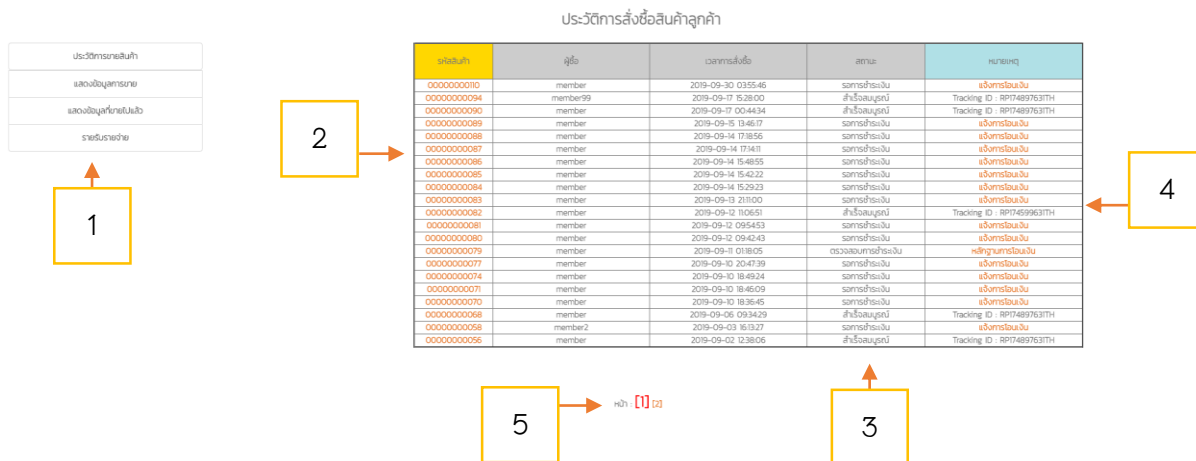 ประวัติการสั่งซื้อสินค้าลูกค้า
ประวัติการขายสินค้า
แสดงข้อมูลการขาย
แสดงข้อมูลที่ขายไปแล้ว
รายรับรายจ่าย
1
2
รหัสสินค้า ผู้ซื้อ เวลาการสั่งซื้อ สถานะ หมายเหตุ
00000000110 member 2019-09-30 03:55:46 รอการชำระเงิน แจ้งการโอนเงิน
00000000094 member99 2019-09-17 15:28:00 สำเร็จสมบูรณ์ Tracking ID : RP174897631TH
00000000090 member 2019-09-17 00:44:34 สำเร็จสมบูรณ์ Tracking ID : RP174897631TH
00000000089 member 2019-09-15 13:46:17 รอการชำระเงิน แจ้งการโอนเงิน
00000000088 member 2019-09-14 17:18:56 รอการชำระเงิน แจ้งการโอนเงิน
00000000087 member 2019-09-14 17:14:11 รอการชำระเงิน แจ้งการโอนเงิน
00000000086 member 2019-09-14 15:48:55 รอการชำระเงิน แจ้งการโอนเงิน
00000000085 member 2019-09-14 15:42:22 รอการชำระเงิน แจ้งการโอนเงิน
00000000084 member 2019-09-14 15:29:23 รอการชำระเงิน แจ้งการโอนเงิน
00000000083 member 2019-09-13 21:11:00 รอการชำระเงิน แจ้งการโอนเงิน
00000000082 member 2019-09-12 11:06:51 สำเร็จสมบูรณ์ Tracking ID : RP174599631TH
00000000081 member 2019-09-12 09:54:53 รอการชำระเงิน แจ้งการโอนเงิน
00000000080 member 2019-09-12 09:42:43 รอการชำระเงิน แจ้งการโอนเงิน
00000000079 member 2019-09-11 01:18:05 ตรวจสอบการชำระเงิน หลักฐานการโอนเงิน
00000000077 member 2019-09-10 20:47:39 รอการชำระเงิน แจ้งการโอนเงิน
00000000074 member 2019-09-10 18:49:24 รอการชำระเงิน แจ้งการโอนเงิน
00000000071 member 2019-09-10 18:46:09 รอการชำระเงิน แจ้งการโอนเงิน
00000000070 member 2019-09-10 18:36:45 รอการชำระเงิน แจ้งการโอนเงิน
00000000068 member 2019-09-06 09:34:29 สำเร็จสมบูรณ์ Tracking ID : RP174897631TH
00000000058 member2 2019-09-03 16:13:27 รอการชำระเงิน แจ้งการโอนเงิน
00000000056 member 2019-09-02 12:38:06 สำเร็จสมบูรณ์ Tracking ID : RP174897631TH
4
5
หน้า : [1] [2]
3